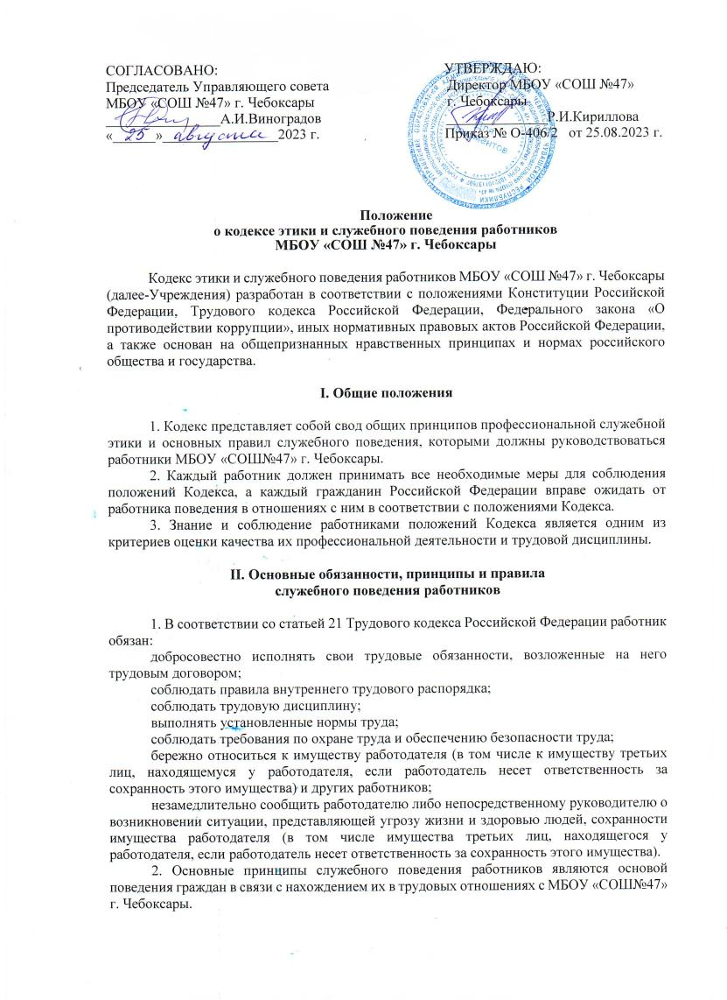 СОГЛАСОВАНО:
Председатель Управляющего совета
МБОУ «СОШ №47» г. Чебоксары
А.И.Виноградов
« 25 » августа 2023 г.
УТВЕРЖДАЮ:
Директор МБОУ «СОШ №47»
г. Чебоксары
Р.И.Кириллова
Приказ № О-406/2 от 25.08.2023 г.
Положение
о кодексе этики и служебного поведения работников
МБОУ «СОШ №47» г. Чебоксары
Кодекс этики и служебного поведения работников МБОУ «СОШ №47» г. Чебоксары
(далее-Учреждения) разработан в соответствии с положениями Конституции Российской
Федерации, Трудового кодекса Российской Федерации, Федерального закона «О
противодействии коррупции», иных нормативных правовых актов Российской Федерации,
а также основан на общепризнанных нравственных принципах и нормах российского
общества и государства.
I. Общие положения
1. Кодекс представляет собой свод общих принципов профессиональной служебной
этики и основных правил служебного поведения, которыми должны руководствоваться
работники МБОУ «СОШ№47» г. Чебоксары.
2. Каждый работник должен принимать все необходимые меры для соблюдения
положений Кодекса, а каждый гражданин Российской Федерации вправе ожидать от
работника поведения в отношениях с ним в соответствии с положениями Кодекса.
3. Знание и соблюдение работниками положений Кодекса является одним из
критериев оценки качества их профессиональной деятельности и трудовой дисциплины.
II. Основные обязанности, принципы и правила
служебного поведения работников
1. В соответствии со статьей 21 Трудового кодекса Российской Федерации работник
обязан:
добросовестно исполнять свои трудовые обязанности, возложенные на него
трудовым договором;
соблюдать правила внутреннего трудового распорядка;
соблюдать трудовую дисциплину;
выполнять установленные нормы труда;
соблюдать требования по охране труда и обеспечению безопасности труда;
бережно относиться к имуществу работодателя (в том числе к имуществу третьих
лиц, находящемуся у работодателя, если работодатель несет ответственность за
сохранность этого имущества) и других работников;
незамедлительно сообщить работодателю либо непосредственному руководителю о
возникновении ситуации, представляющей угрозу жизни и здоровью людей, сохранности
имущества работодателя (в том числе имущества третьих лиц, находящегося у
работодателя, если работодатель несет ответственность за сохранность этого имущества).
2. Основные принципы служебного поведения работников являются основой
поведения граждан в связи с нахождением их в трудовых отношениях с МБОУ «СОШ№47»
г. Чебоксары.